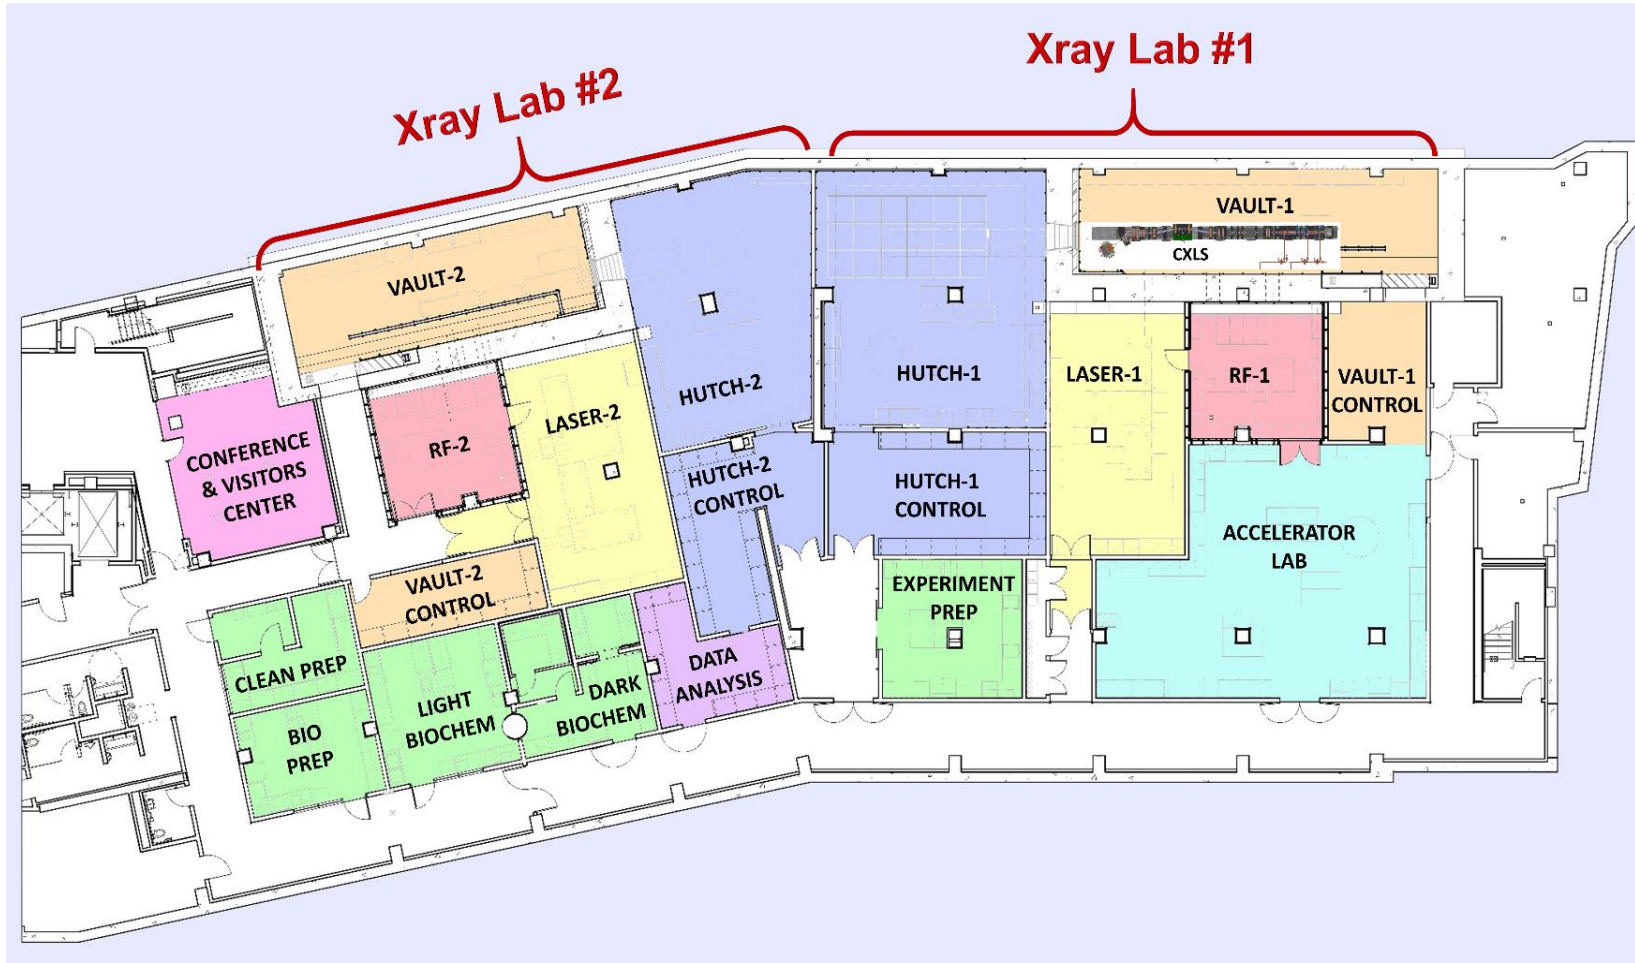 Xray Lab #2
Xray Lab #1
VAULT-2
VAULT-1
CXLS
HUTCH-2
HUTCH-1
LASER-1
RF-1
VAULT-1
CONTROL
CONFERENCE
& VISITORS
CENTER
RF-2
LASER-2
HUTCH-2
CONTROL
HUTCH-1
CONTROL
ACCELERATOR
LAB
VAULT-2
CONTROL
EXPERIMENT
PREP
CLEAN PREP
LIGHT
BIOCHEM
DARK
BIOCHEM
DATA
ANALYSIS
BIO
PREP